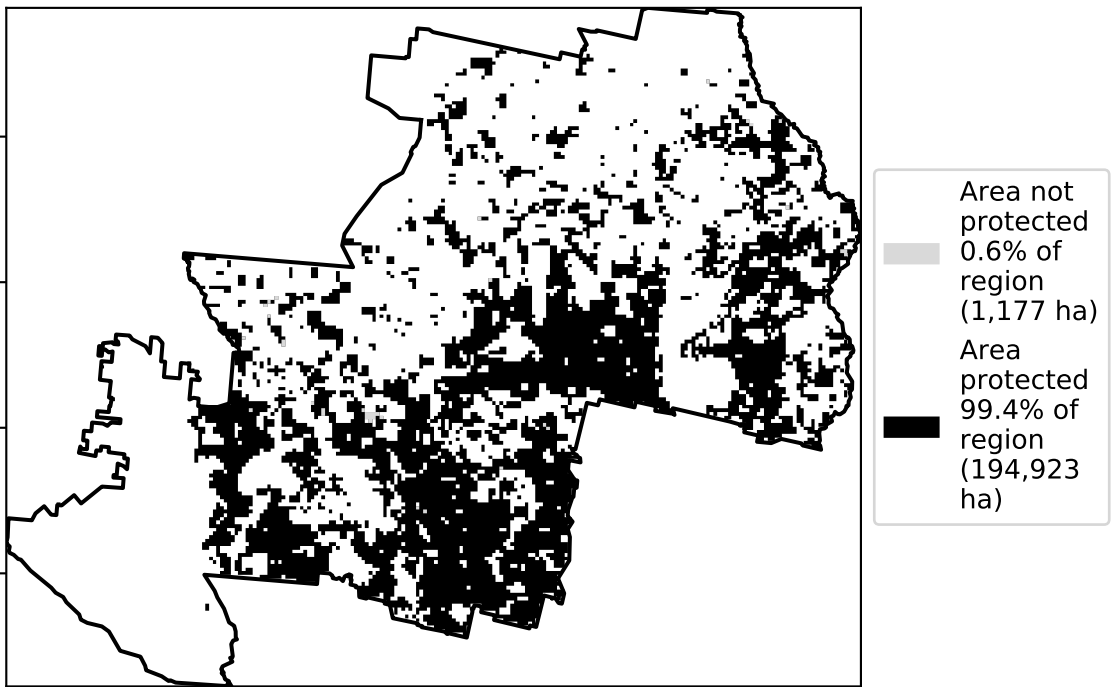 Area not
protected
0.6% of
region
(1,177 ha)
Area
protected
99.4% of
region
(194,923
ha)